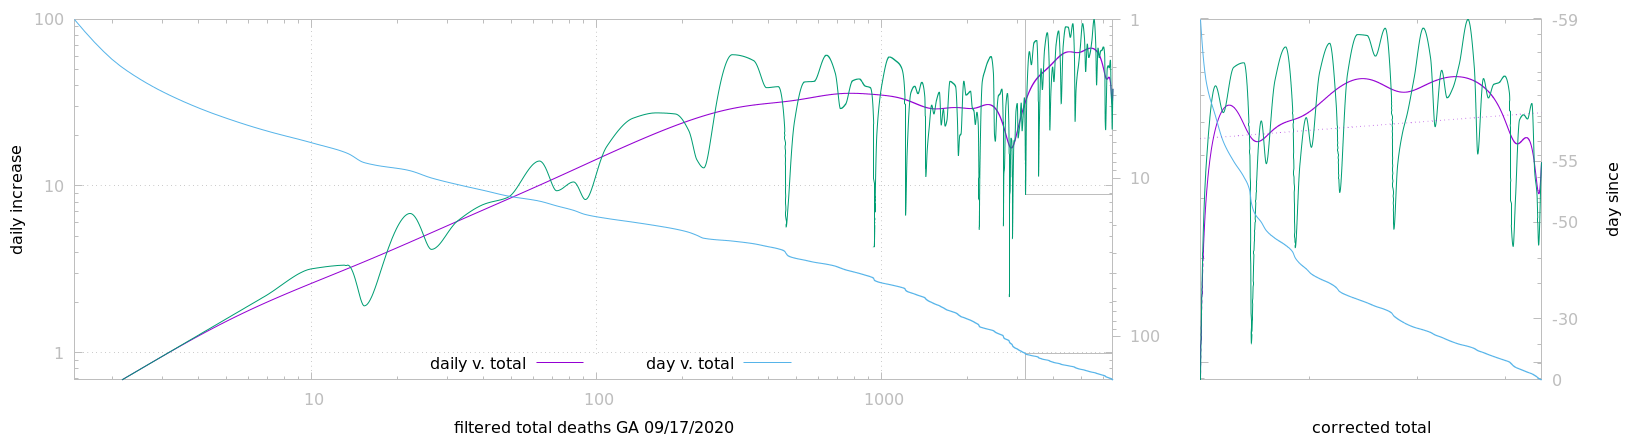 100
10
1
daily increase
10
100
1000
filtered total deaths GA 09/17/2020
daily v. total
day v. total
1
10
100
-59
-55
-50
-30
0
day since
corrected total